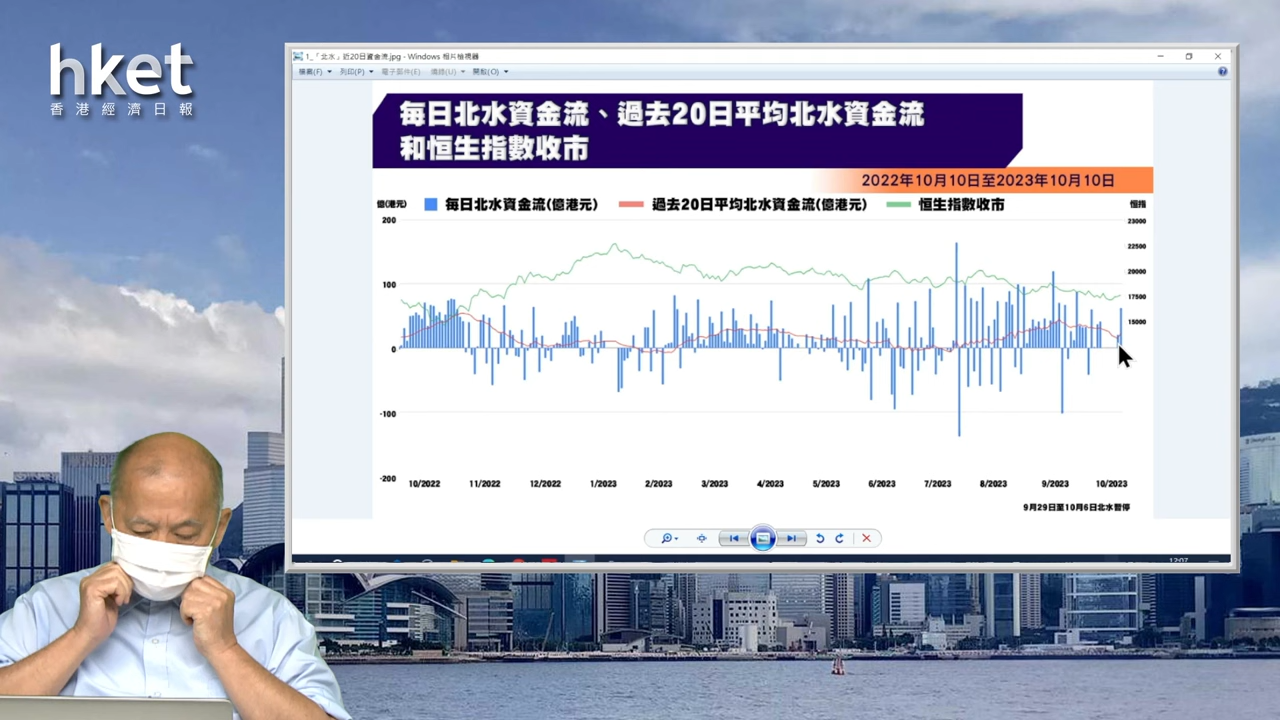 hket
香港經濟日報
1_「北水」近20日資金流.jpg - Windows 相片檢視器
檔案(F) 列印(P) 電子郵件(E) 燒錄(U) 開啟(O)
每日北水資金流、過去20日平均北水資金流
和恒生指數收市
2022年10月10日至2023年10月10日
億(港元) 每日北水資金流(億港元) 過去20日平均北水資金流(億港元) 恒生指數收市 恒指
200 23000
22500
100 20000
17500
15000
0
-100
-200
10/2022 11/2022 12/2022 1/2023 2/2023 3/2023 4/2023 5/2023 6/2023 7/2023 8/2023 9/2023 10/2023
9月29日至10月6日北水暫停
12:07